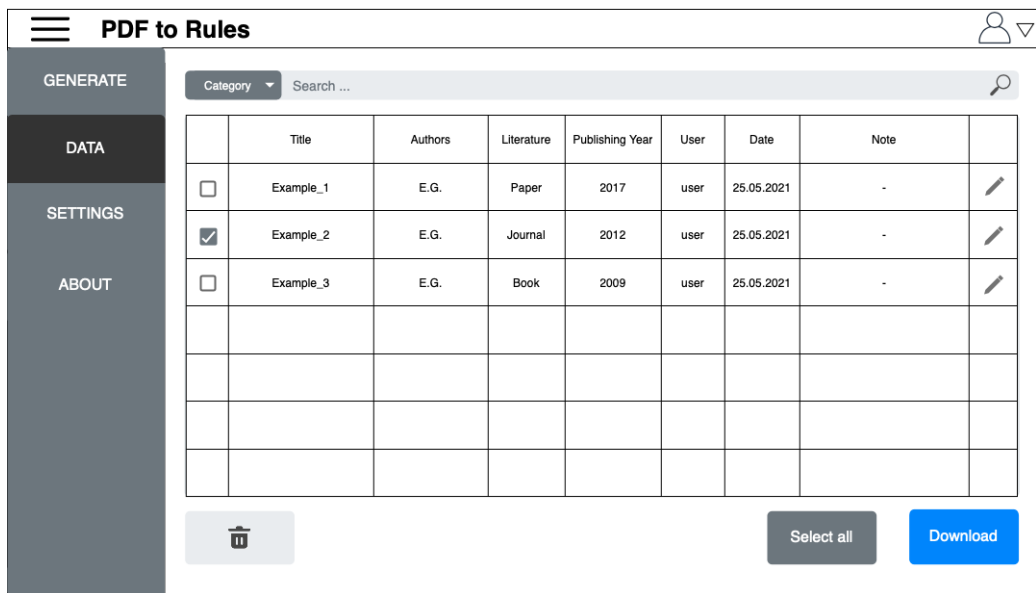 PDF to Rules
GENERATE
DATA
SETTINGS
ABOUT
Category Search ...
Title Authors Literature Publishing Year User Date Note
Example_1 E.G. Paper 2017 user 25.05.2021 -
Example_2 E.G. Journal 2012 user 25.05.2021 -
Example_3 E.G. Book 2009 user 25.05.2021 -
Select all Download